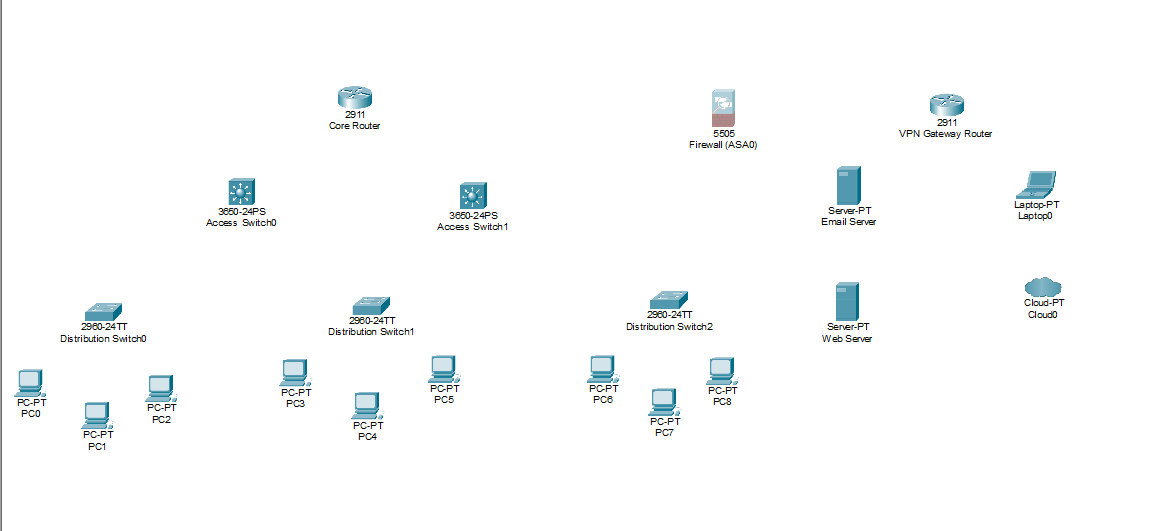 2911
Core Router
5505
Firewall (ASA0)
2911
VPN Gateway Router
3650-24PS
Access Switch0
3650-24PS
Access Switch1
Server-PT
Email Server
Laptop-PT
Laptop0
2960-24TT
Distribution Switch0
2960-24TT
Distribution Switch1
2960-24TT
Distribution Switch2
Server-PT
Web Server
Cloud-PT
Cloud0
PC-PT
PC0
PC-PT
PC1
PC-PT
PC2
PC-PT
PC3
PC-PT
PC4
PC-PT
PC5
PC-PT
PC6
PC-PT
PC7
PC-PT
PC8